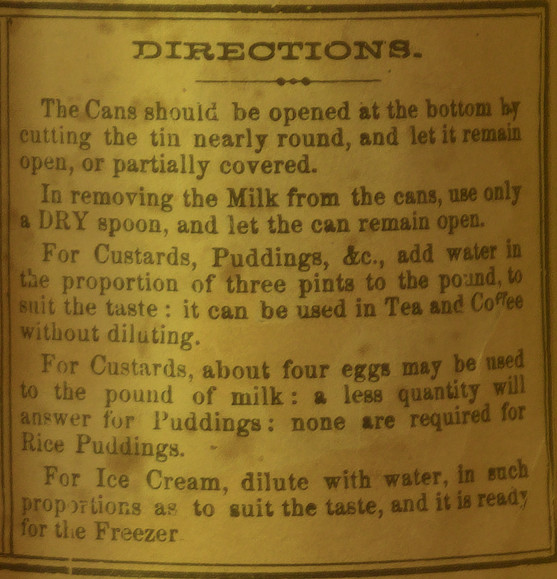 DIRECTIONS.
The Cans should be opened at the bottom by
cutting the tin nearly round, and let it remain
open, or partially covered.
In removing the Milk from the cans, use only
a DRY spoon, and let the can remain open.
For Custards, Puddings, &c., add water in
the proportion of three pints to the pound, to
suit the taste : it can be used in Tea and Coffee
without diluting.
For Custards, about four eggs may be used
to the pound of milk : a less quantity will
answer for Puddings : none are required for
Rice Puddings.
For Ice Cream, dilute with water, in such
proportions as to suit the taste, and it is ready
for the Freezer